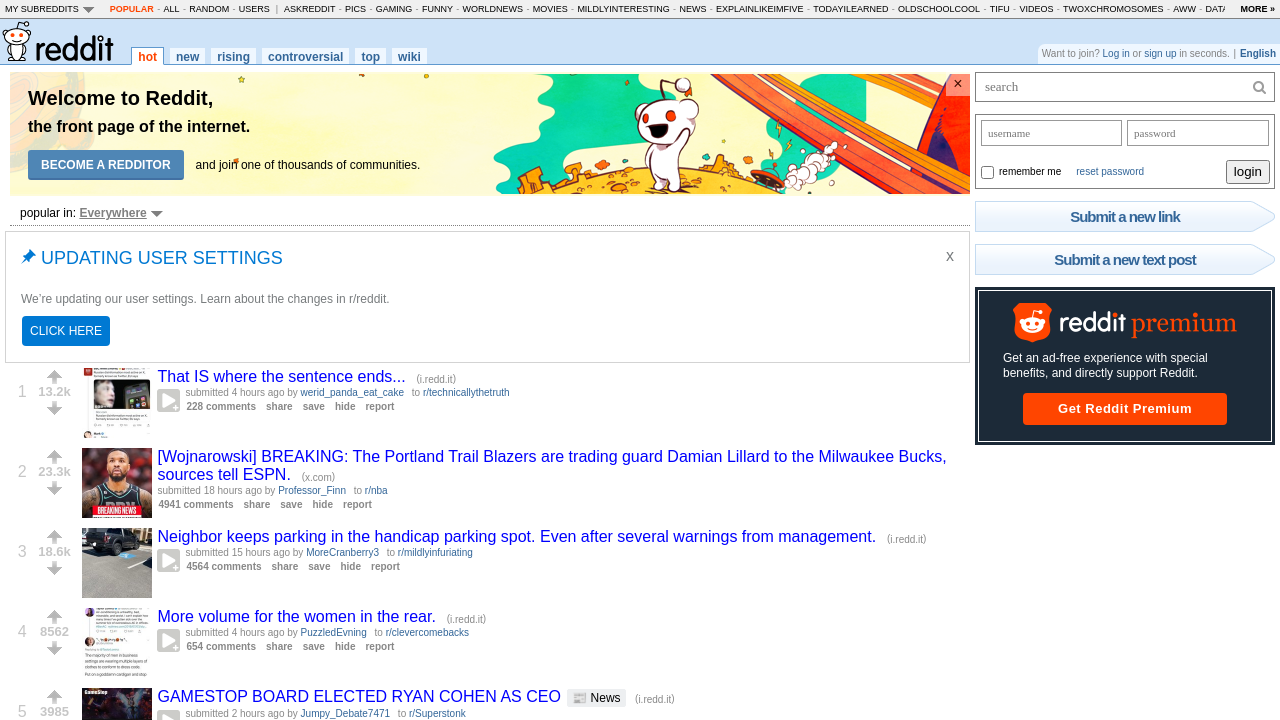 MY SUBREDDITS POPULAR - ALL - RANDOM - USERS | ASKREDDIT - PICS - GAMING - FUNNY - WORLDNEWS - MOVIES - MILDLYINTERESTING - NEWS - EXPLAINLIKEIMFIVE - TODAYILEARNED - OLDSCHOOLCOOL - TIFU - VIDEOS - TWOXCHROMOSOMES - AWW - DATA MORE »
reddit hot new rising controversial top wiki
Want to join? Log in or sign up in seconds. | English
Welcome to Reddit,
the front page of the internet.
BECOME A REDDITOR and join one of thousands of communities.
×
search
username password
remember me reset password login
Submit a new link
Submit a new text post
reddit premium
Get an ad-free experience with special
benefits, and directly support Reddit.
Get Reddit Premium
popular in: Everywhere
UPDATING USER SETTINGS
X
We’re updating our user settings. Learn about the changes in r/reddit.
CLICK HERE
1 13.2k
That IS where the sentence ends... (i.redd.it)
submitted 4 hours ago by werid_panda_eat_cake to r/technicallythetruth
228 comments share save hide report
2 23.3k
BREAKING NEWS
[Wojnarowski] BREAKING: The Portland Trail Blazers are trading guard Damian Lillard to the Milwaukee Bucks,
sources tell ESPN. (x.com)
submitted 18 hours ago by Professor_Finn to r/nba
4941 comments share save hide report
3 18.6k
Neighbor keeps parking in the handicap parking spot. Even after several warnings from management. (i.redd.it)
submitted 15 hours ago by MoreCranberry3 to r/mildlyinfuriating
4564 comments share save hide report
4 8562
More volume for the women in the rear. (i.redd.it)
submitted 4 hours ago by PuzzledEvning to r/clevercomebacks
654 comments share save hide report
5 3985
GameStop
GAMESTOP BOARD ELECTED RYAN COHEN AS CEO News (i.redd.it)
submitted 2 hours ago by Jumpy_Debate7471 to r/Superstonk